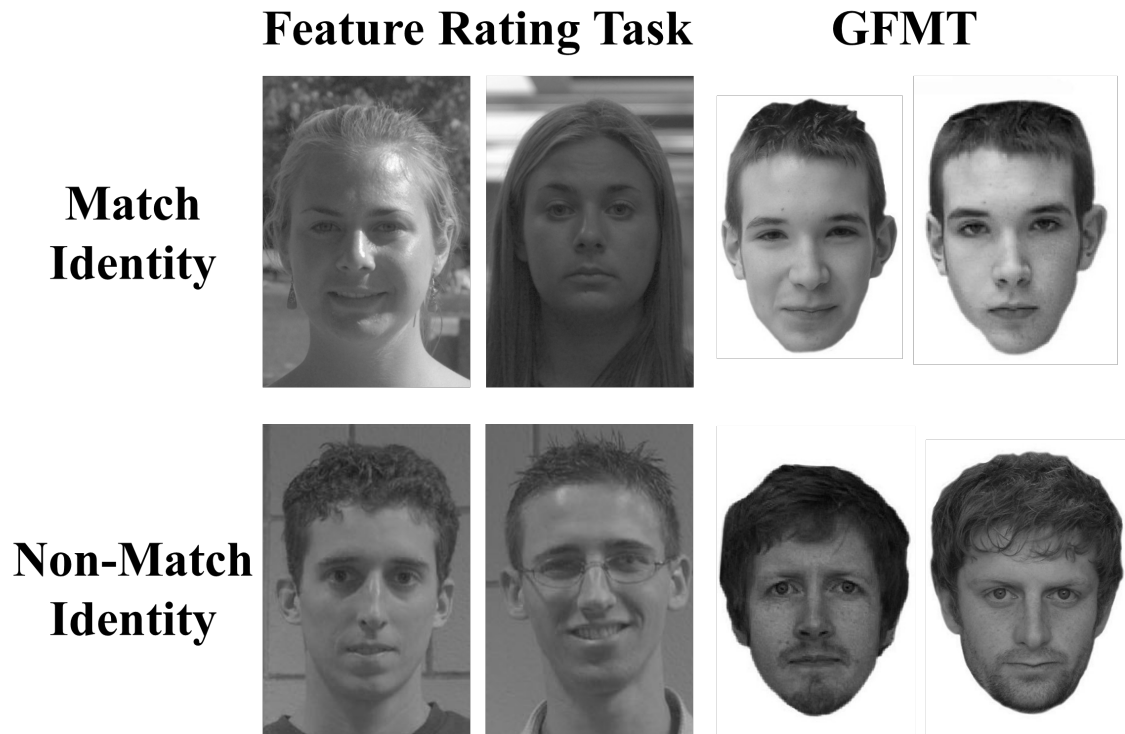 Feature Rating Task
GFMT
Match
Identity
Non-Match
Identity